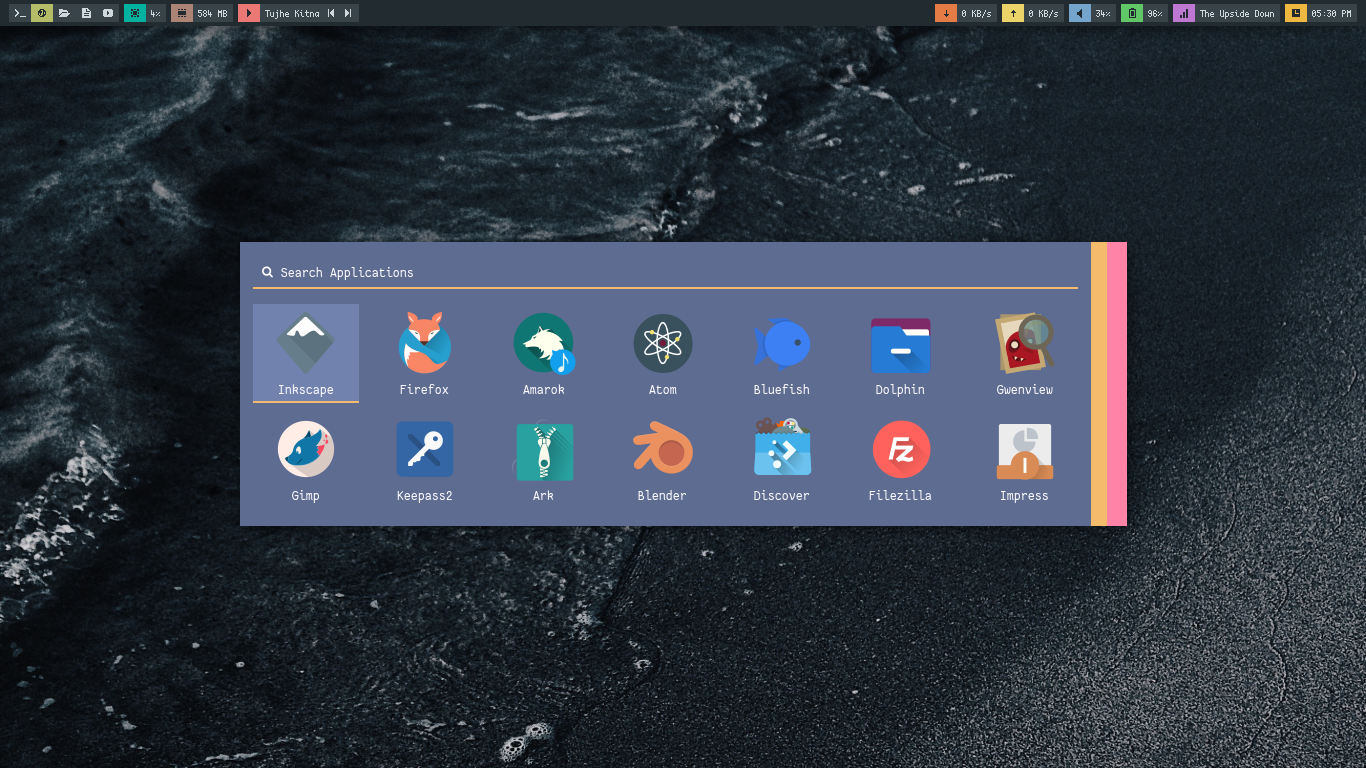 4% 584 MB Tujhe Kitna 0 KB/s 0 KB/s 34% 96% The Upside Down 05:30 PM
Search Applications
Inkscape Firefox Amarok Atom Bluefish Dolphin Gwenview
Gimp Keepass2 Ark Blender Discover Filezilla Impress